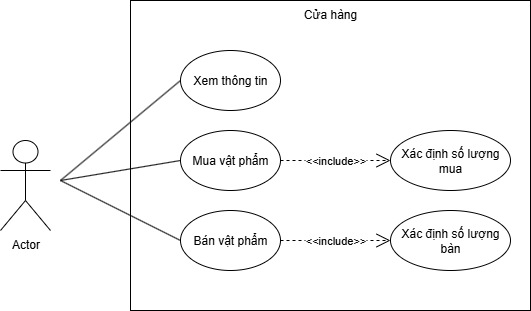 Cửa hàng
Xem thông tin
Mua vật phẩm
<<include>>
Xác định số lượng
mua
Bán vật phẩm
<<include>>
Xác định số lượng
bàn
Actor